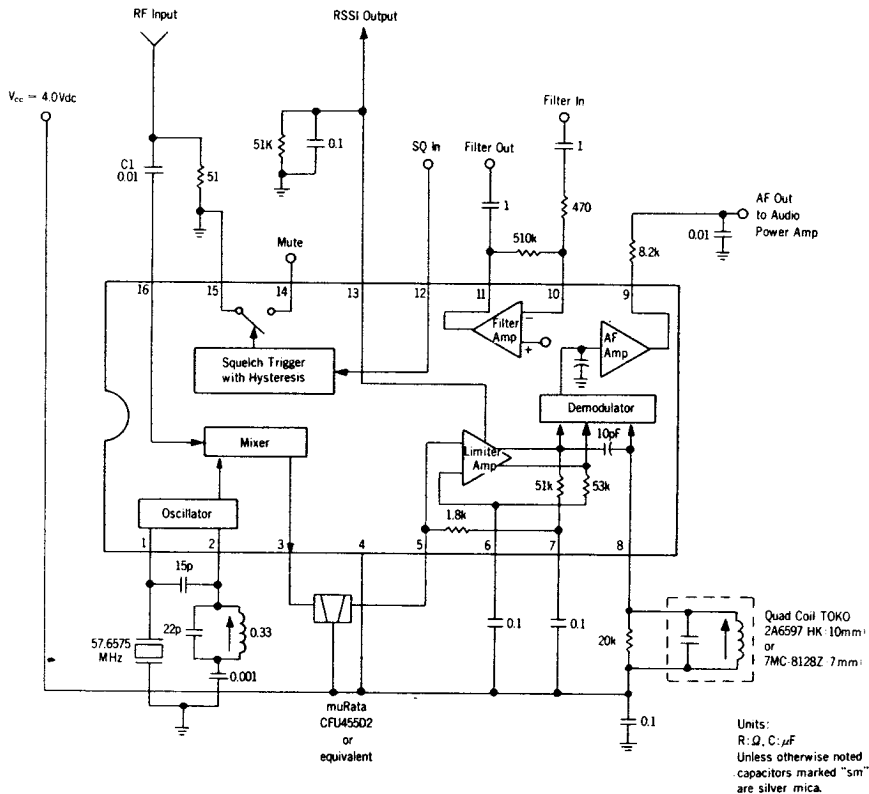 RF Input
RSSI Output
Vcc = 4.0Vdc
Filter In
SQ In
Filter Out
51K
0.1
1
C1
0.01
51
1
470
AF Out
to Audio
Power Amp
0.01
510k
8.2k
Mute
16
15
14
13
12
11
10
9
Filter
Amp
−
+
AF
Amp
Squelch Trigger
with Hysteresis
Demodulator
Mixer
Limiter
Amp
10pF
51k
53k
Oscillator
1.8k
1
2
3
4
5
6
7
8
15p
22p
0.33
57.6575
MHz
0.001
0.1
0.1
20k
Quad Coil TOKO
2A6597 HK (10mm)
or
7MC-8128Z (7mm)
muRata
CFU455D2
or
equivalent
0.1
Units:
R:Ω, C:μF
Unless otherwise noted
capacitors marked "sm"
are silver mica.